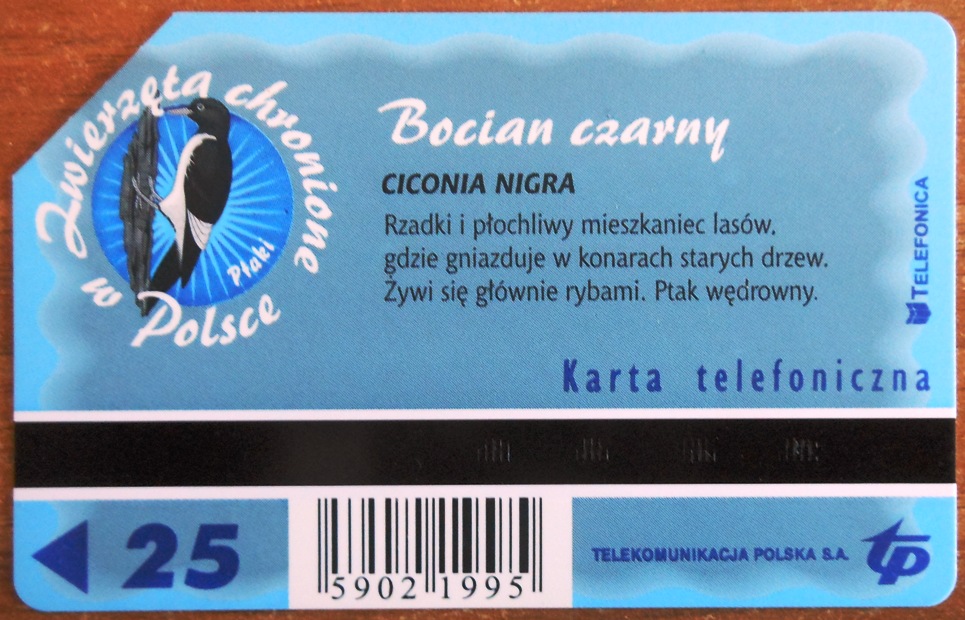 Zwierzęta chronione
w Polsce
Ptaki
Bocian czarny
CICONIA NIGRA
Rzadki i płochliwy mieszkaniec lasów,
gdzie gniazduje w konarach starych drzew.
Żywi się głównie rybami. Ptak wędrowny.
TELEFONICA
Karta telefoniczna
25
5902 1995
TELEKOMUNIKACJA POLSKA S.A.
tp